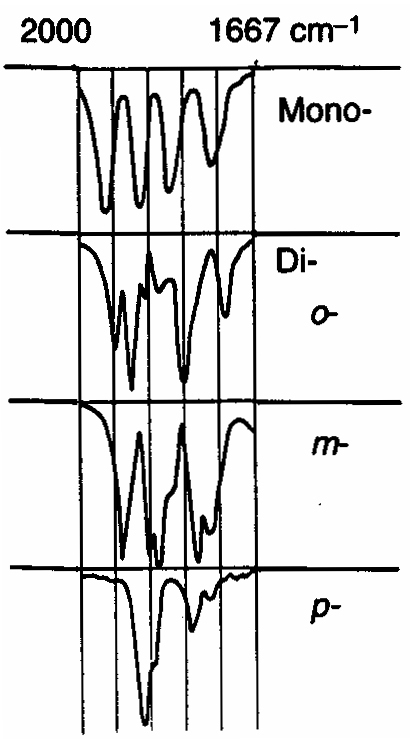 2000 1667 cm–1
Mono-
Di-
o-
m-
p-